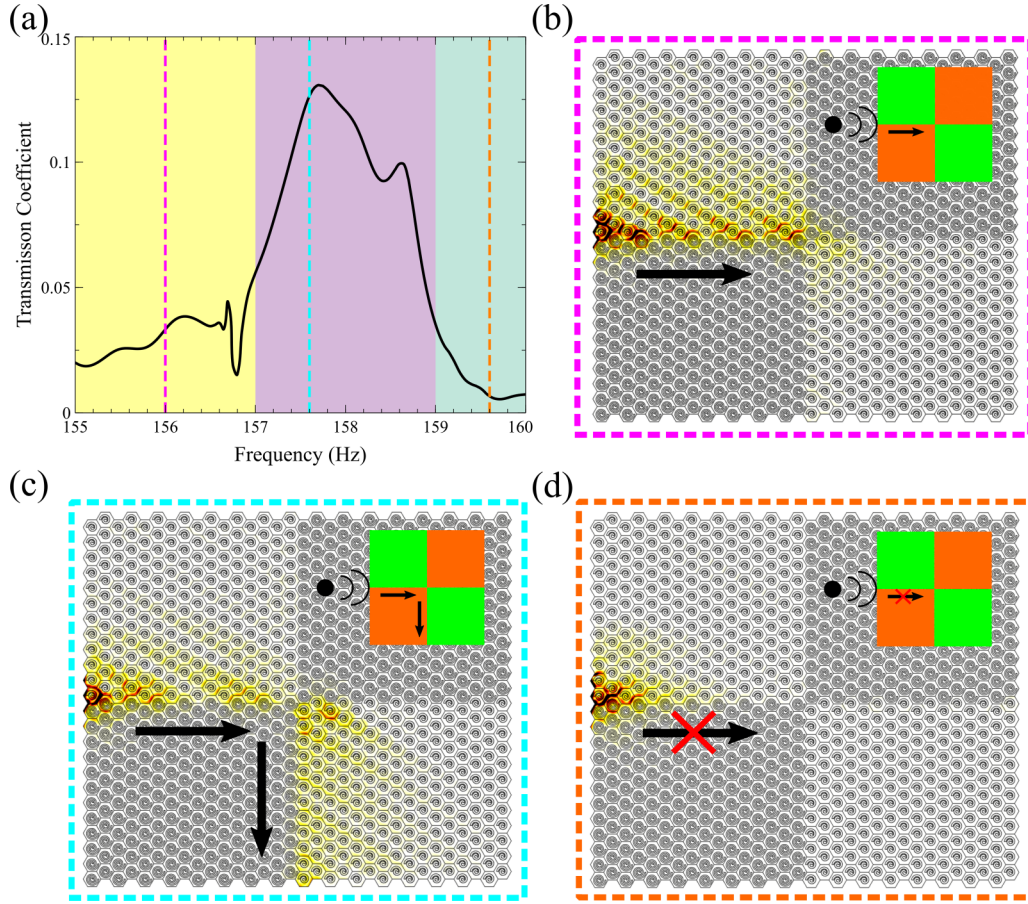 (a)
0.15
0.1
0.05
0
Transmisson Coefficient
155 156 157 158 159 160
Frequency (Hz)
(b)
(c)
(d)